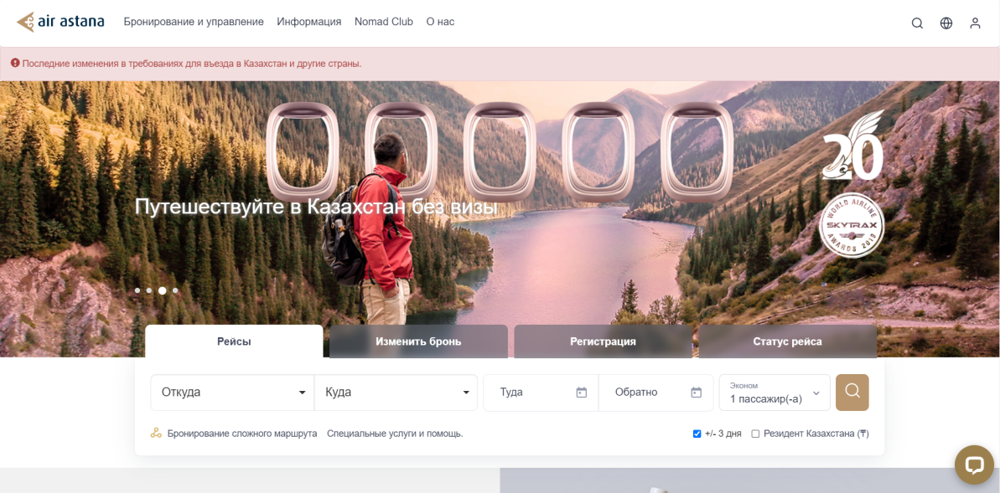 air astana
Бронирование и управление Информация Nomad Club О нас
Последние изменения в требованиях для въезда в Казахстан и другие страны.
20
WORLD AIRLINE
SKYTRAX
AWARDS 2019
Путешествуйте в Казахстан без визы
Рейсы Изменить бронь Регистрация Статус рейса
Откуда Куда Туда Обратно Эконом
1 пассажир(-а)
Бронирование сложного маршрута Специальные услуги и помощь. +/- 3 дня Резидент Казахстана (₸)